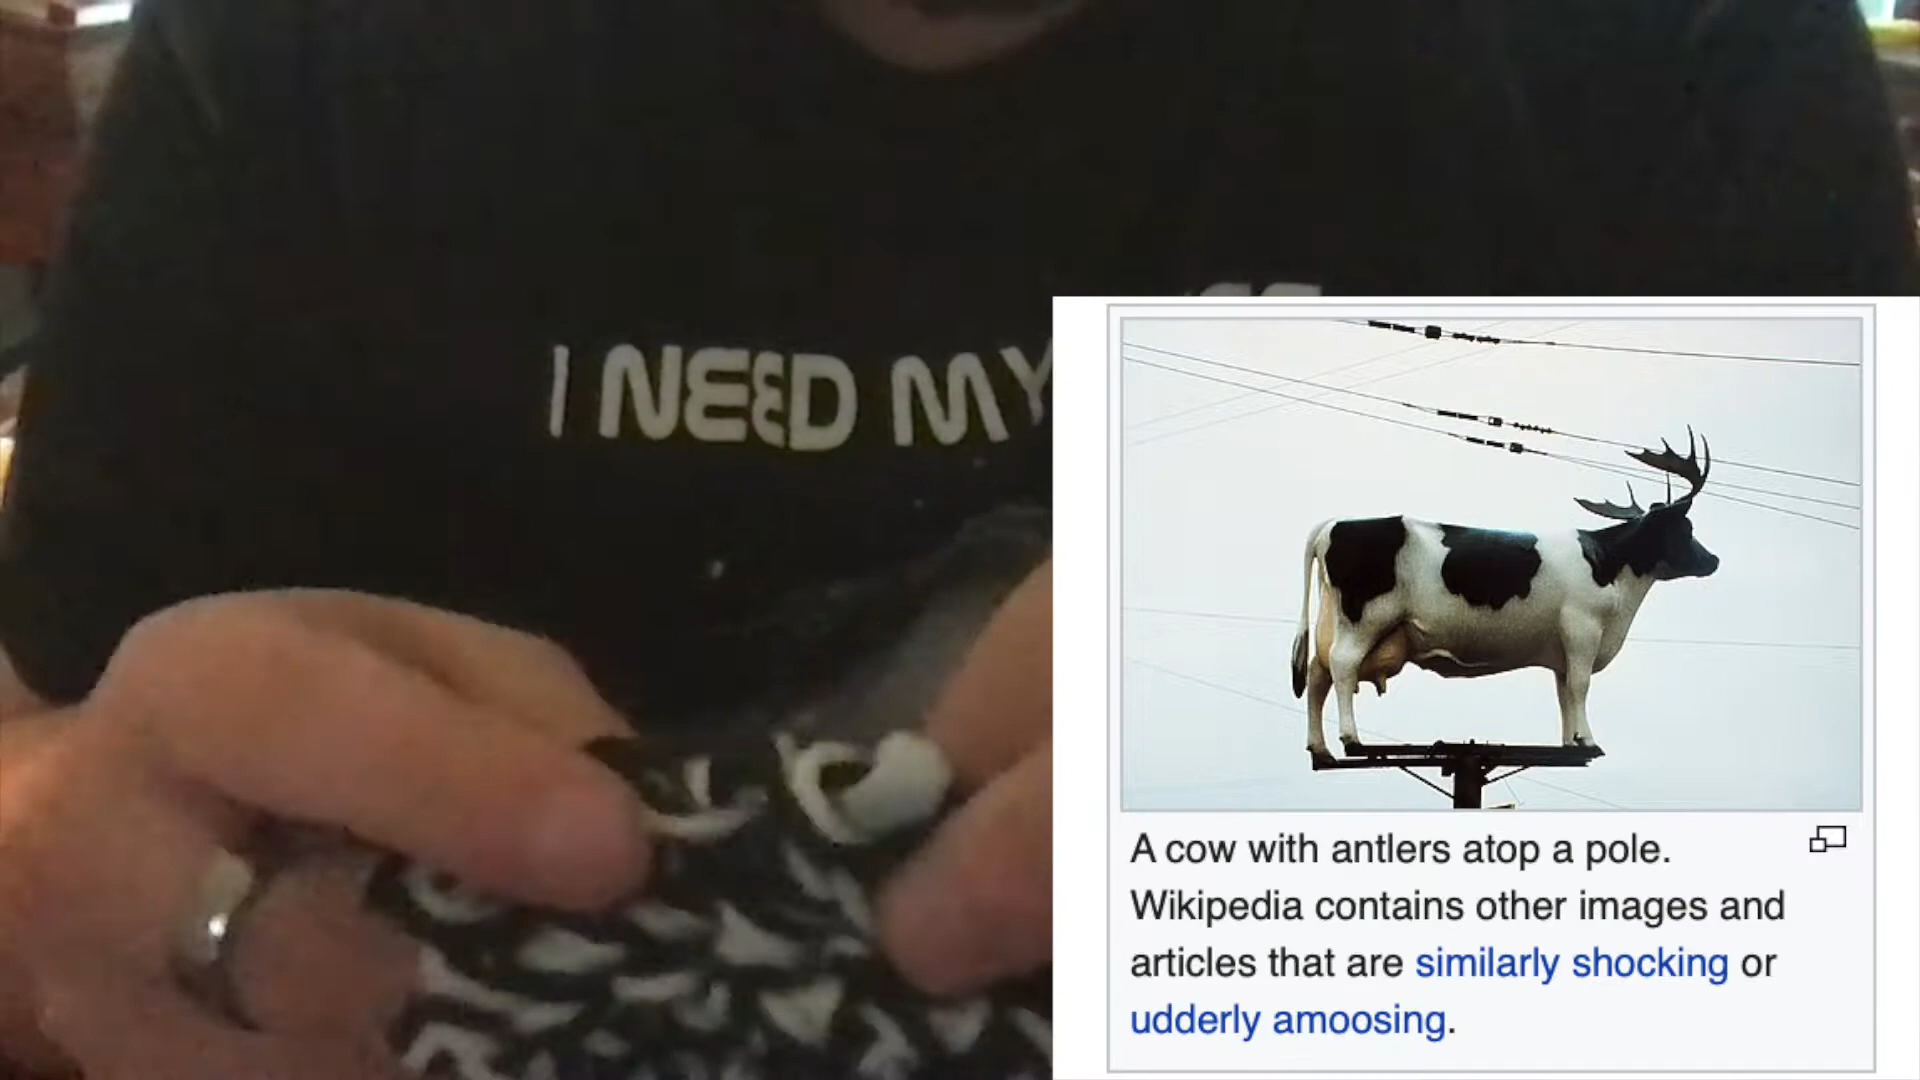 I NEED MY
A cow with antlers atop a pole.
Wikipedia contains other images and
articles that are similarly shocking or
udderly amoosing.